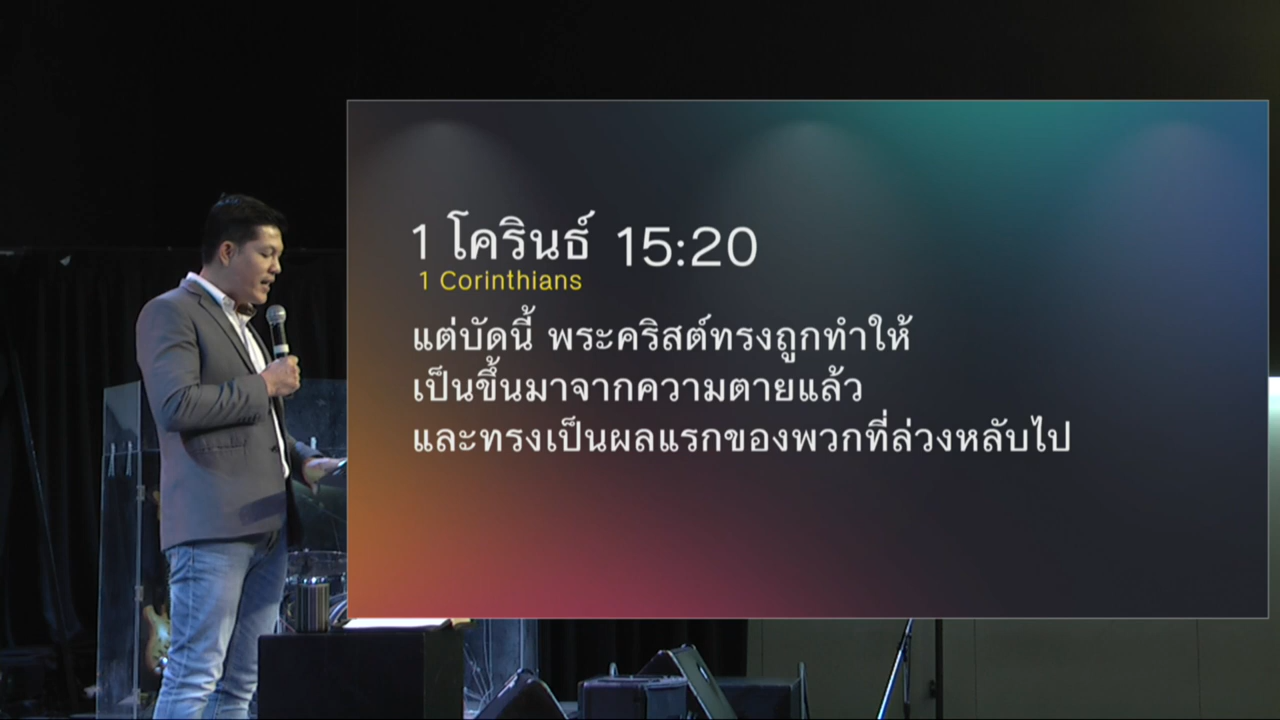 1 โครินธ์ 15:20
1 Corinthians
แต่บัดนี้ พระคริสต์ทรงถูกทำให้
เป็นขึ้นมาจากความตายแล้ว
และทรงเป็นผลแรกของพวกที่ล่วงหลับไป